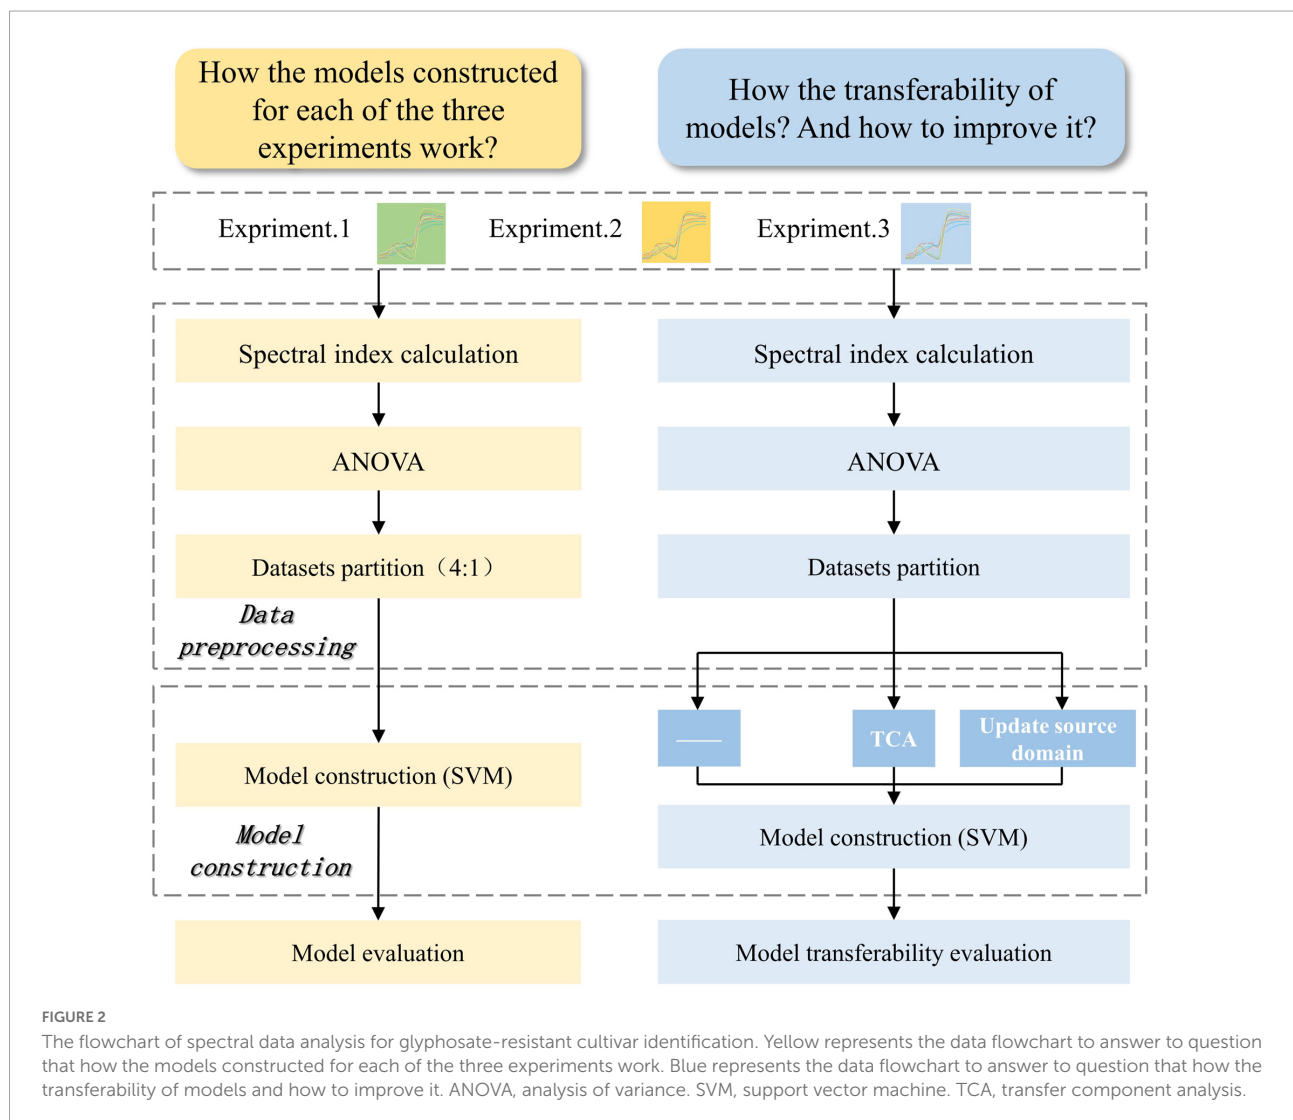 How the models constructed
for each of the three
experiments work?
How the transferability of
models? And how to improve it?
Expriment.1
Expriment.2
Expriment.3
Spectral index calculation
Spectral index calculation
ANOVA
ANOVA
Datasets partition（4:1）
Datasets partition
Data
preprocessing
——
TCA
Update source
domain
Model construction (SVM)
Model construction (SVM)
Model
construction
Model evaluation
Model transferability evaluation
FIGURE 2
The flowchart of spectral data analysis for glyphosate-resistant cultivar identification. Yellow represents the data flowchart to answer to question
that how the models constructed for each of the three experiments work. Blue represents the data flowchart to answer to question that how the
transferability of models and how to improve it. ANOVA, analysis of variance. SVM, support vector machine. TCA, transfer component analysis.